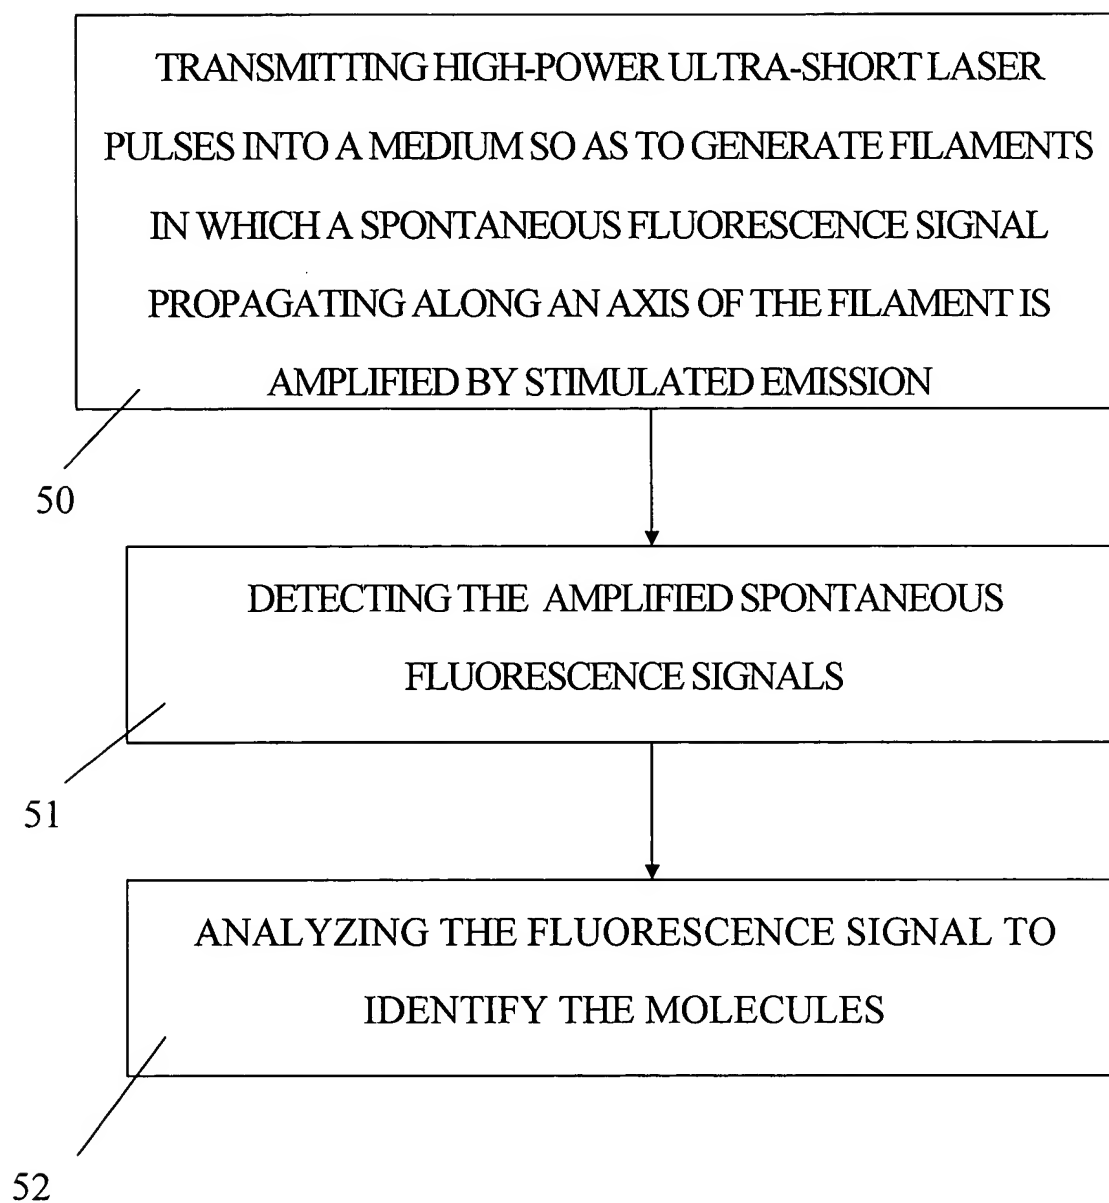 TRANSMITTING HIGH-POWER ULTRA-SHORT LASER
PULSES INTO A MEDIUM SO AS TO GENERATE FILAMENTS
IN WHICH A SPONTANEOUS FLUORESCENCE SIGNAL
PROPAGATING ALONG AN AXIS OF THE FILAMENT IS
AMPLIFIED BY STIMULATED EMISSION
50
DETECTING THE AMPLIFIED SPONTANEOUS
FLUORESCENCE SIGNALS
51
ANALYZING THE FLUORESCENCE SIGNAL TO
IDENTIFY THE MOLECULES
52